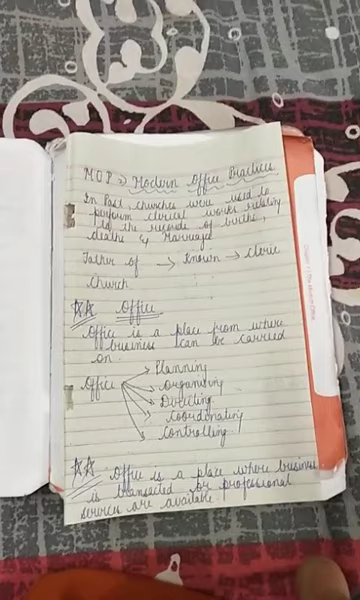 M.O.P ⇒ Modern Office Practices
In Past, churches were used to
perform clerical works relating
to the records of births,
deaths & Marriages
Father of → Known → Cleric
Church
☆☆ Office
Office is a place from where
business can be carried
on.
Office → Planning
→ Organizing
→ Directing
→ Coordinating
→ Controlling
☆☆ Office is a place where business
is transacted or professional
services are available.